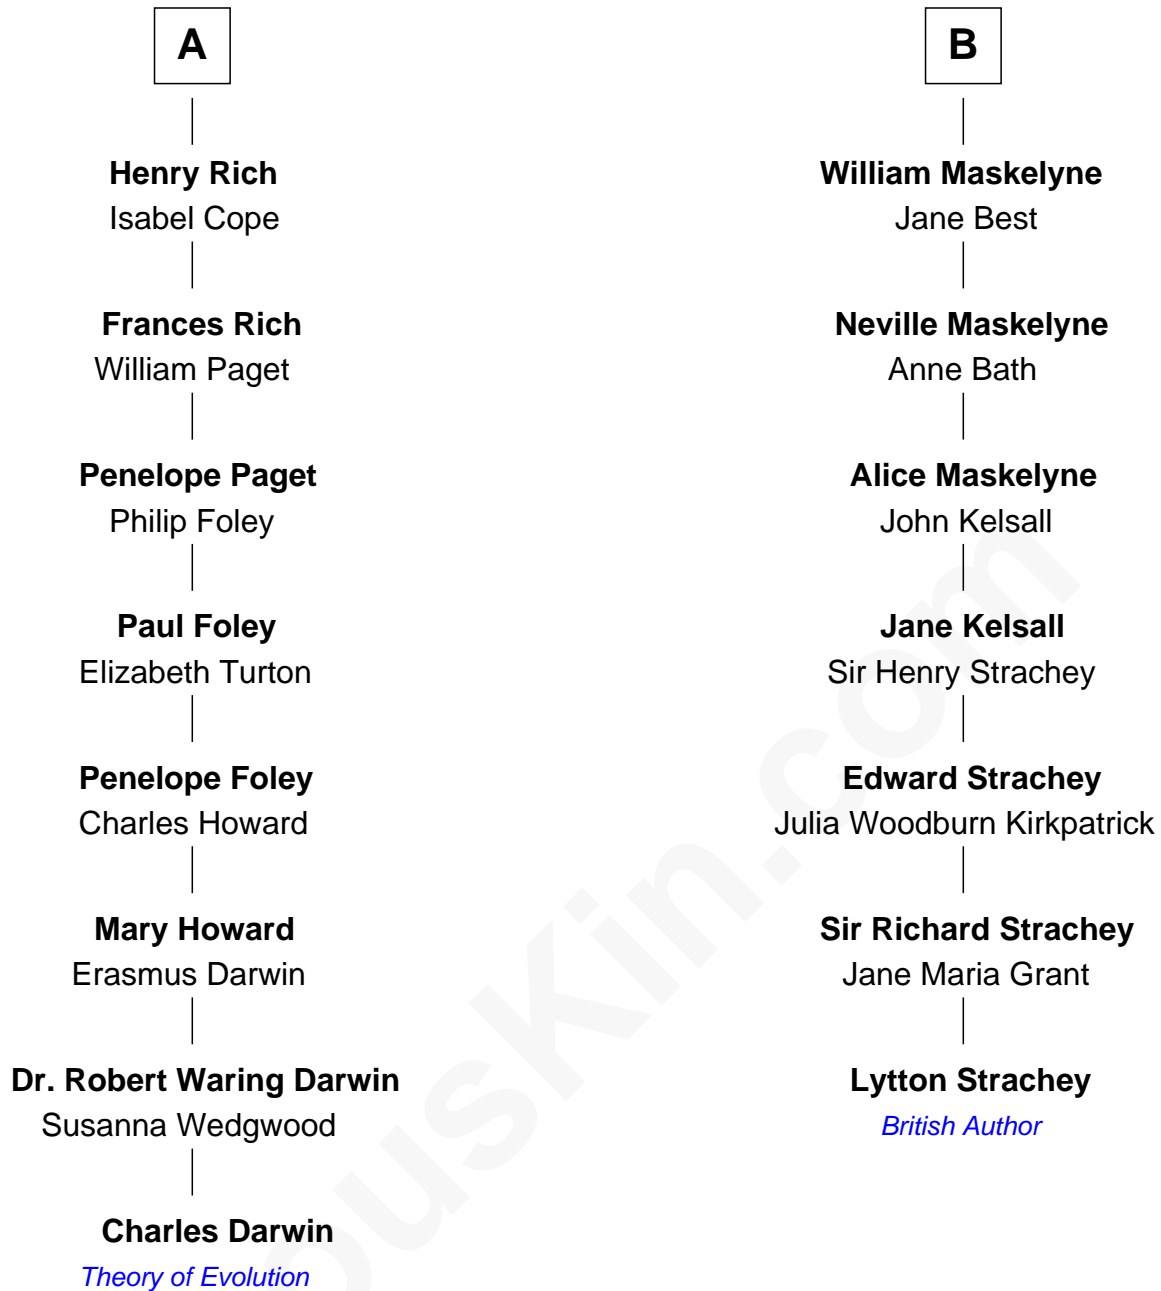 A
Henry Rich
Isabel Cope
Frances Rich
William Paget
Penelope Paget
Philip Foley
Paul Foley
Elizabeth Turton
Penelope Foley
Charles Howard
Mary Howard
Erasmus Darwin
Dr. Robert Waring Darwin
Susanna Wedgwood
Charles Darwin
Theory of Evolution
B
William Maskelyne
Jane Best
Neville Maskelyne
Anne Bath
Alice Maskelyne
John Kelsall
Jane Kelsall
Sir Henry Strachey
Edward Strachey
Julia Woodburn Kirkpatrick
Sir Richard Strachey
Jane Maria Grant
Lytton Strachey
British Author
ousKin.com